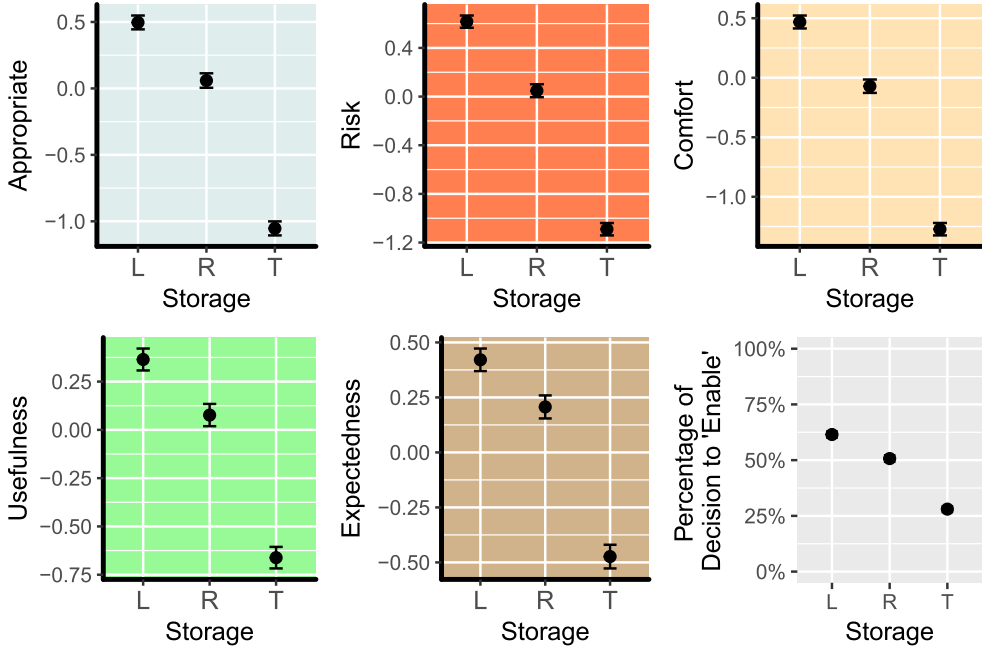 Appropriate
0.5
0.0
−0.5
−1.0
L R T
Storage
Risk
0.4
0.0
−0.4
−0.8
−1.2
L R T
Storage
Comfort
0.5
0.0
−0.5
−1.0
L R T
Storage
Usefulness
0.25
0.00
−0.25
−0.50
−0.75
L R T
Storage
Expectedness
0.50
0.25
0.00
−0.25
−0.50
L R T
Storage
Percentage of
Decision to 'Enable'
100%
75%
50%
25%
0%
L R T
Storage